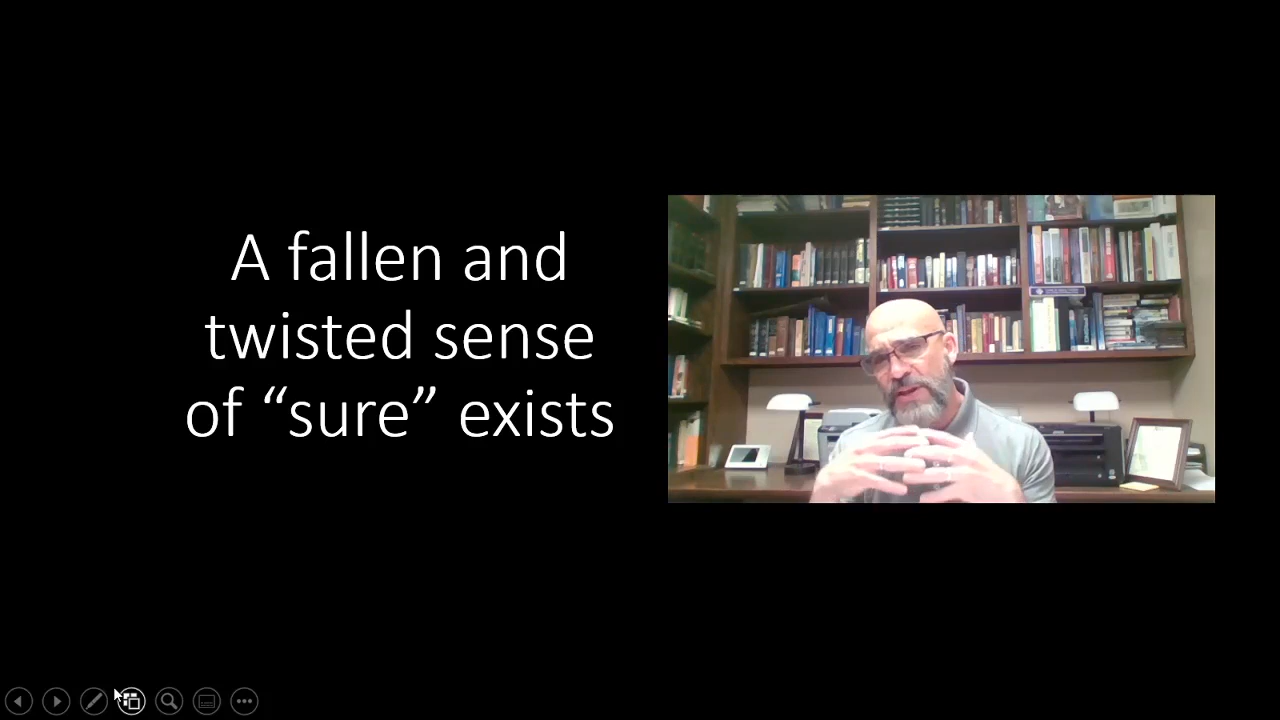 A fallen and
twisted sense
of “sure” exists